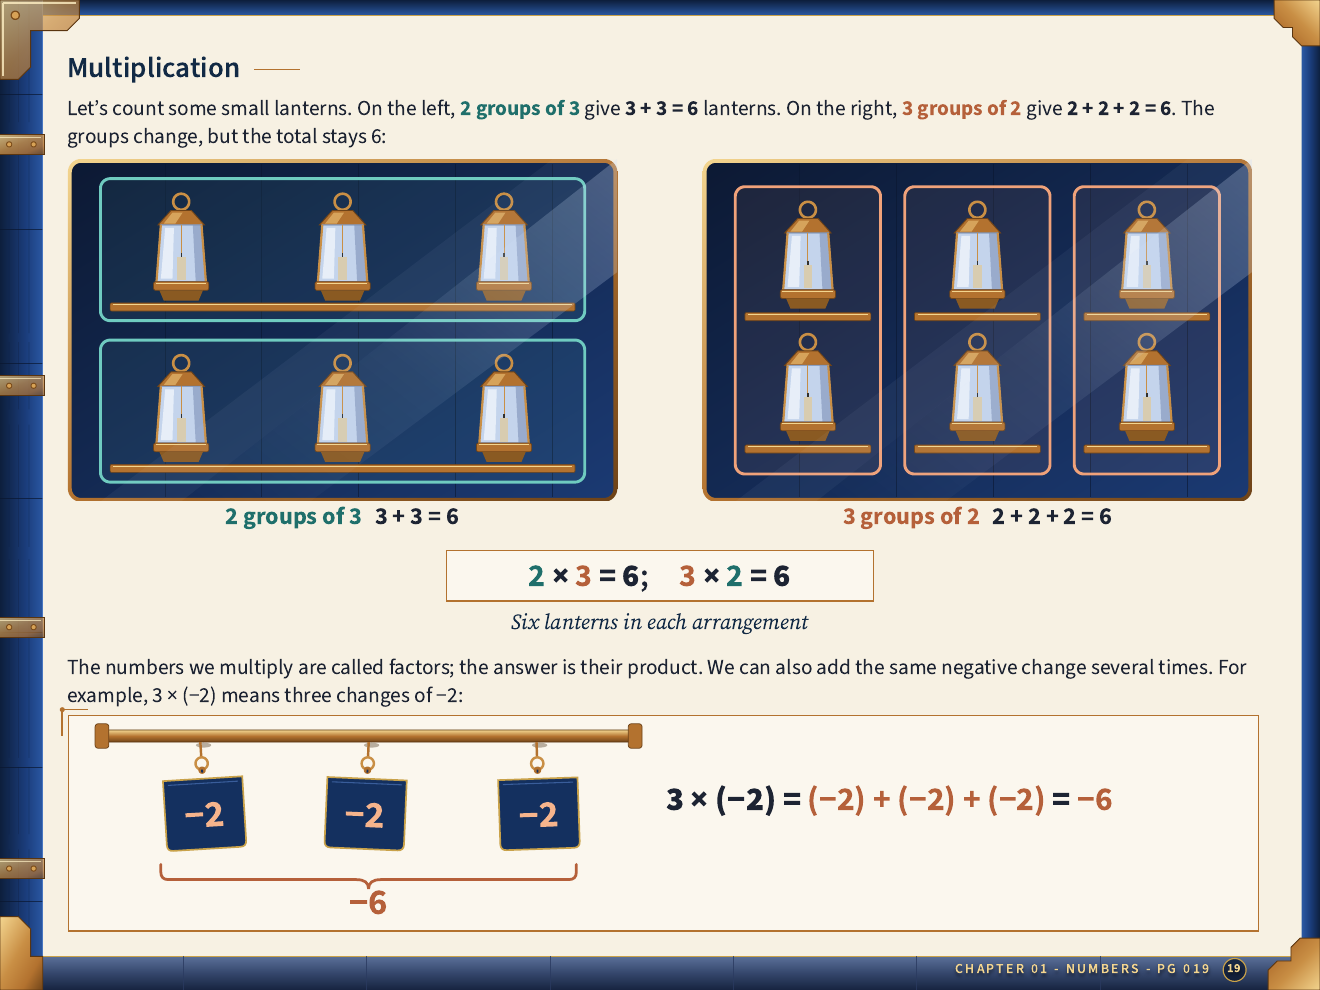 Multiplication
Let’s count some small lanterns. On the left, 2 groups of 3 give 3 + 3 = 6 lanterns. On the right, 3 groups of 2 give 2 + 2 + 2 = 6. The
groups change, but the total stays 6:
2 groups of 3 3 + 3 = 6
3 groups of 2 2 + 2 + 2 = 6
2 × 3 = 6; 3 × 2 = 6
Six lanterns in each arrangement
The numbers we multiply are called factors; the answer is their product. We can also add the same negative change several times. For
example, 3 × (−2) means three changes of −2:
−2 −2 −2
3 × (−2) = (−2) + (−2) + (−2) = −6
−6
CHAPTER 01 - NUMBERS - PG 019 19